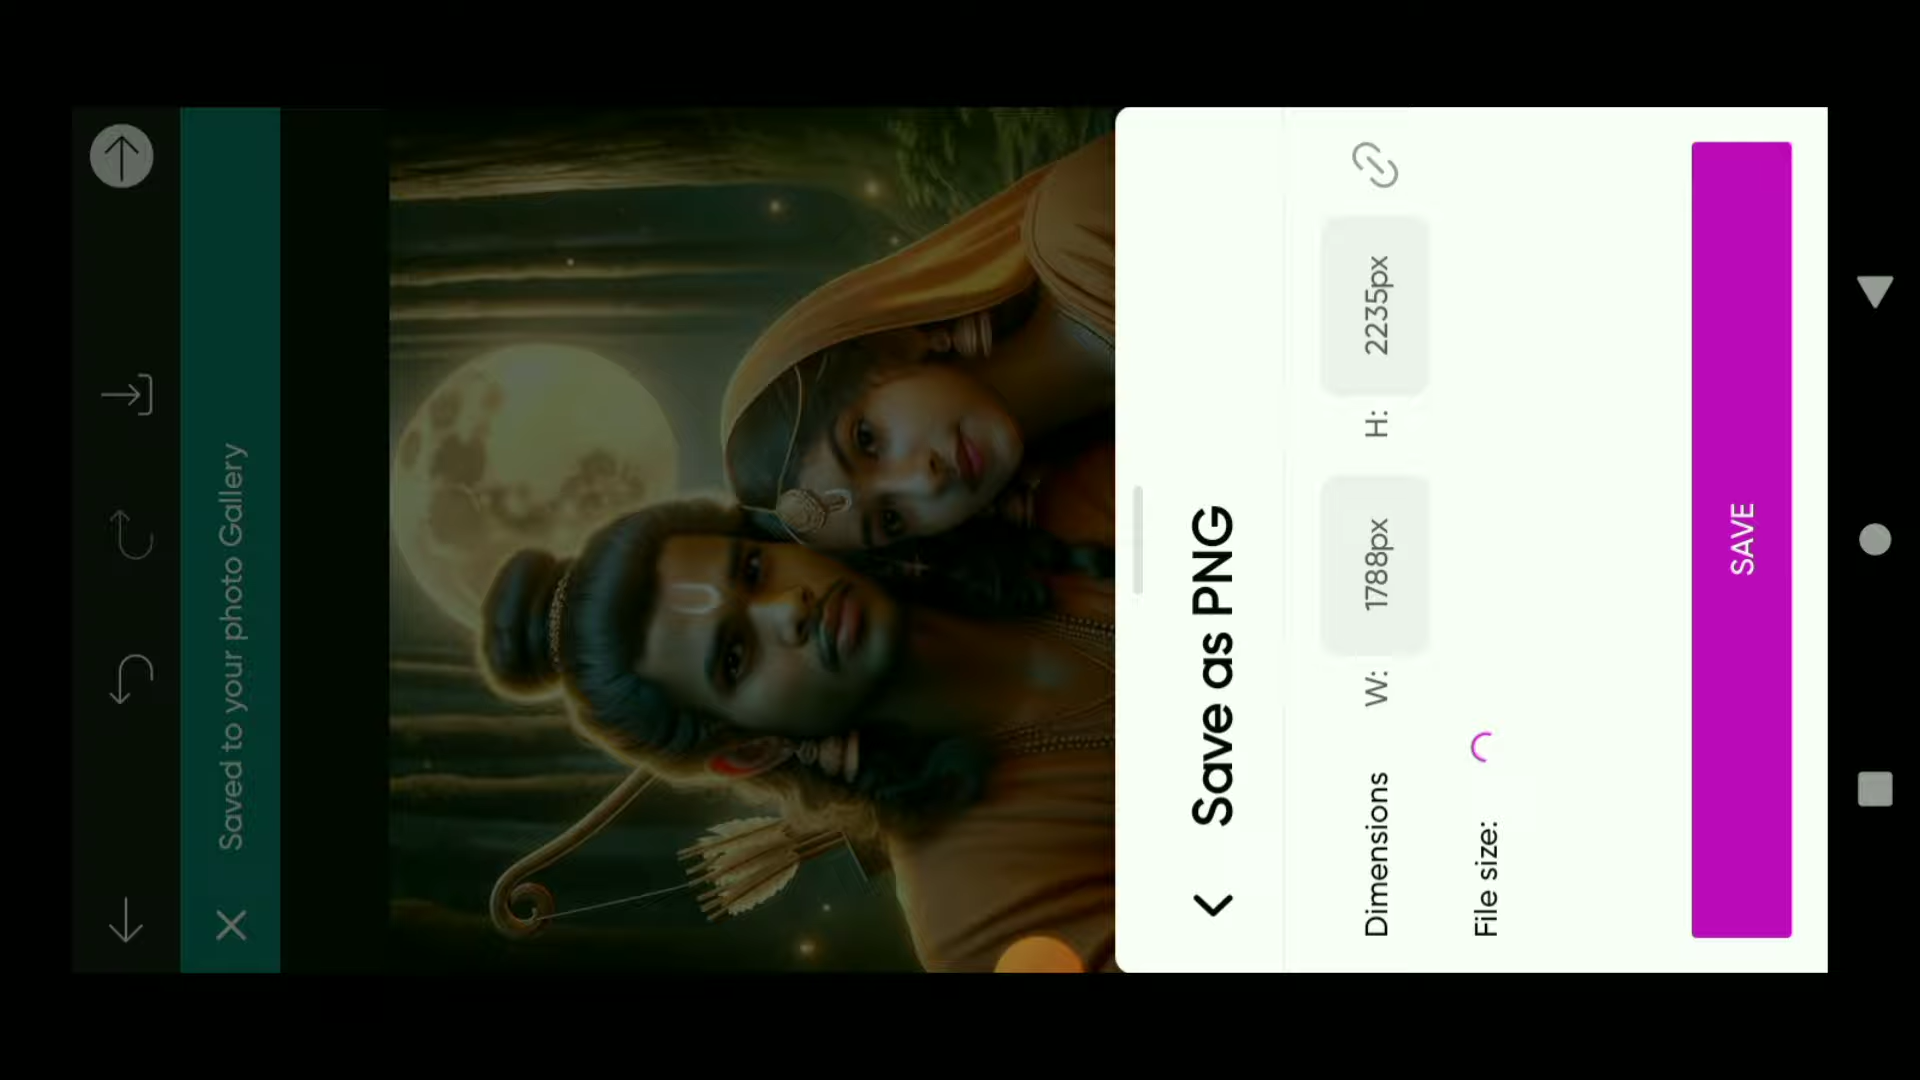 Saved to your photo Gallery
Save as PNG
Dimensions W: 1788px H: 2235px
File size:
SAVE